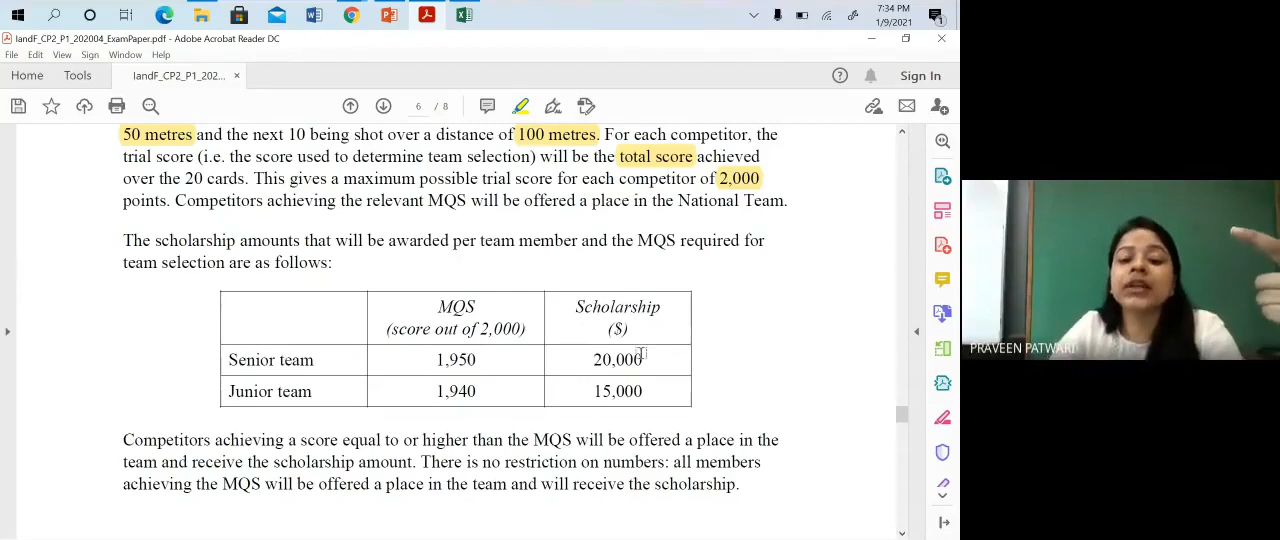 7:34 PM
1/9/2021
IandF_CP2_P1_202004_ExamPaper.pdf - Adobe Acrobat Reader DC
File Edit View Sign Window Help
Home Tools IandF_CP2_P1_202... × Sign In
6 / 8
50 metres and the next 10 being shot over a distance of 100 metres. For each competitor, the
trial score (i.e. the score used to determine team selection) will be the total score achieved
over the 20 cards. This gives a maximum possible trial score for each competitor of 2,000
points. Competitors achieving the relevant MQS will be offered a place in the National Team.
The scholarship amounts that will be awarded per team member and the MQS required for
team selection are as follows:
MQS Scholarship
(score out of 2,000) ($)
Senior team 1,950 20,000
Junior team 1,940 15,000
Competitors achieving a score equal to or higher than the MQS will be offered a place in the
team and receive the scholarship amount. There is no restriction on numbers: all members
achieving the MQS will be offered a place in the team and will receive the scholarship.
PRAVEEN PATWARI